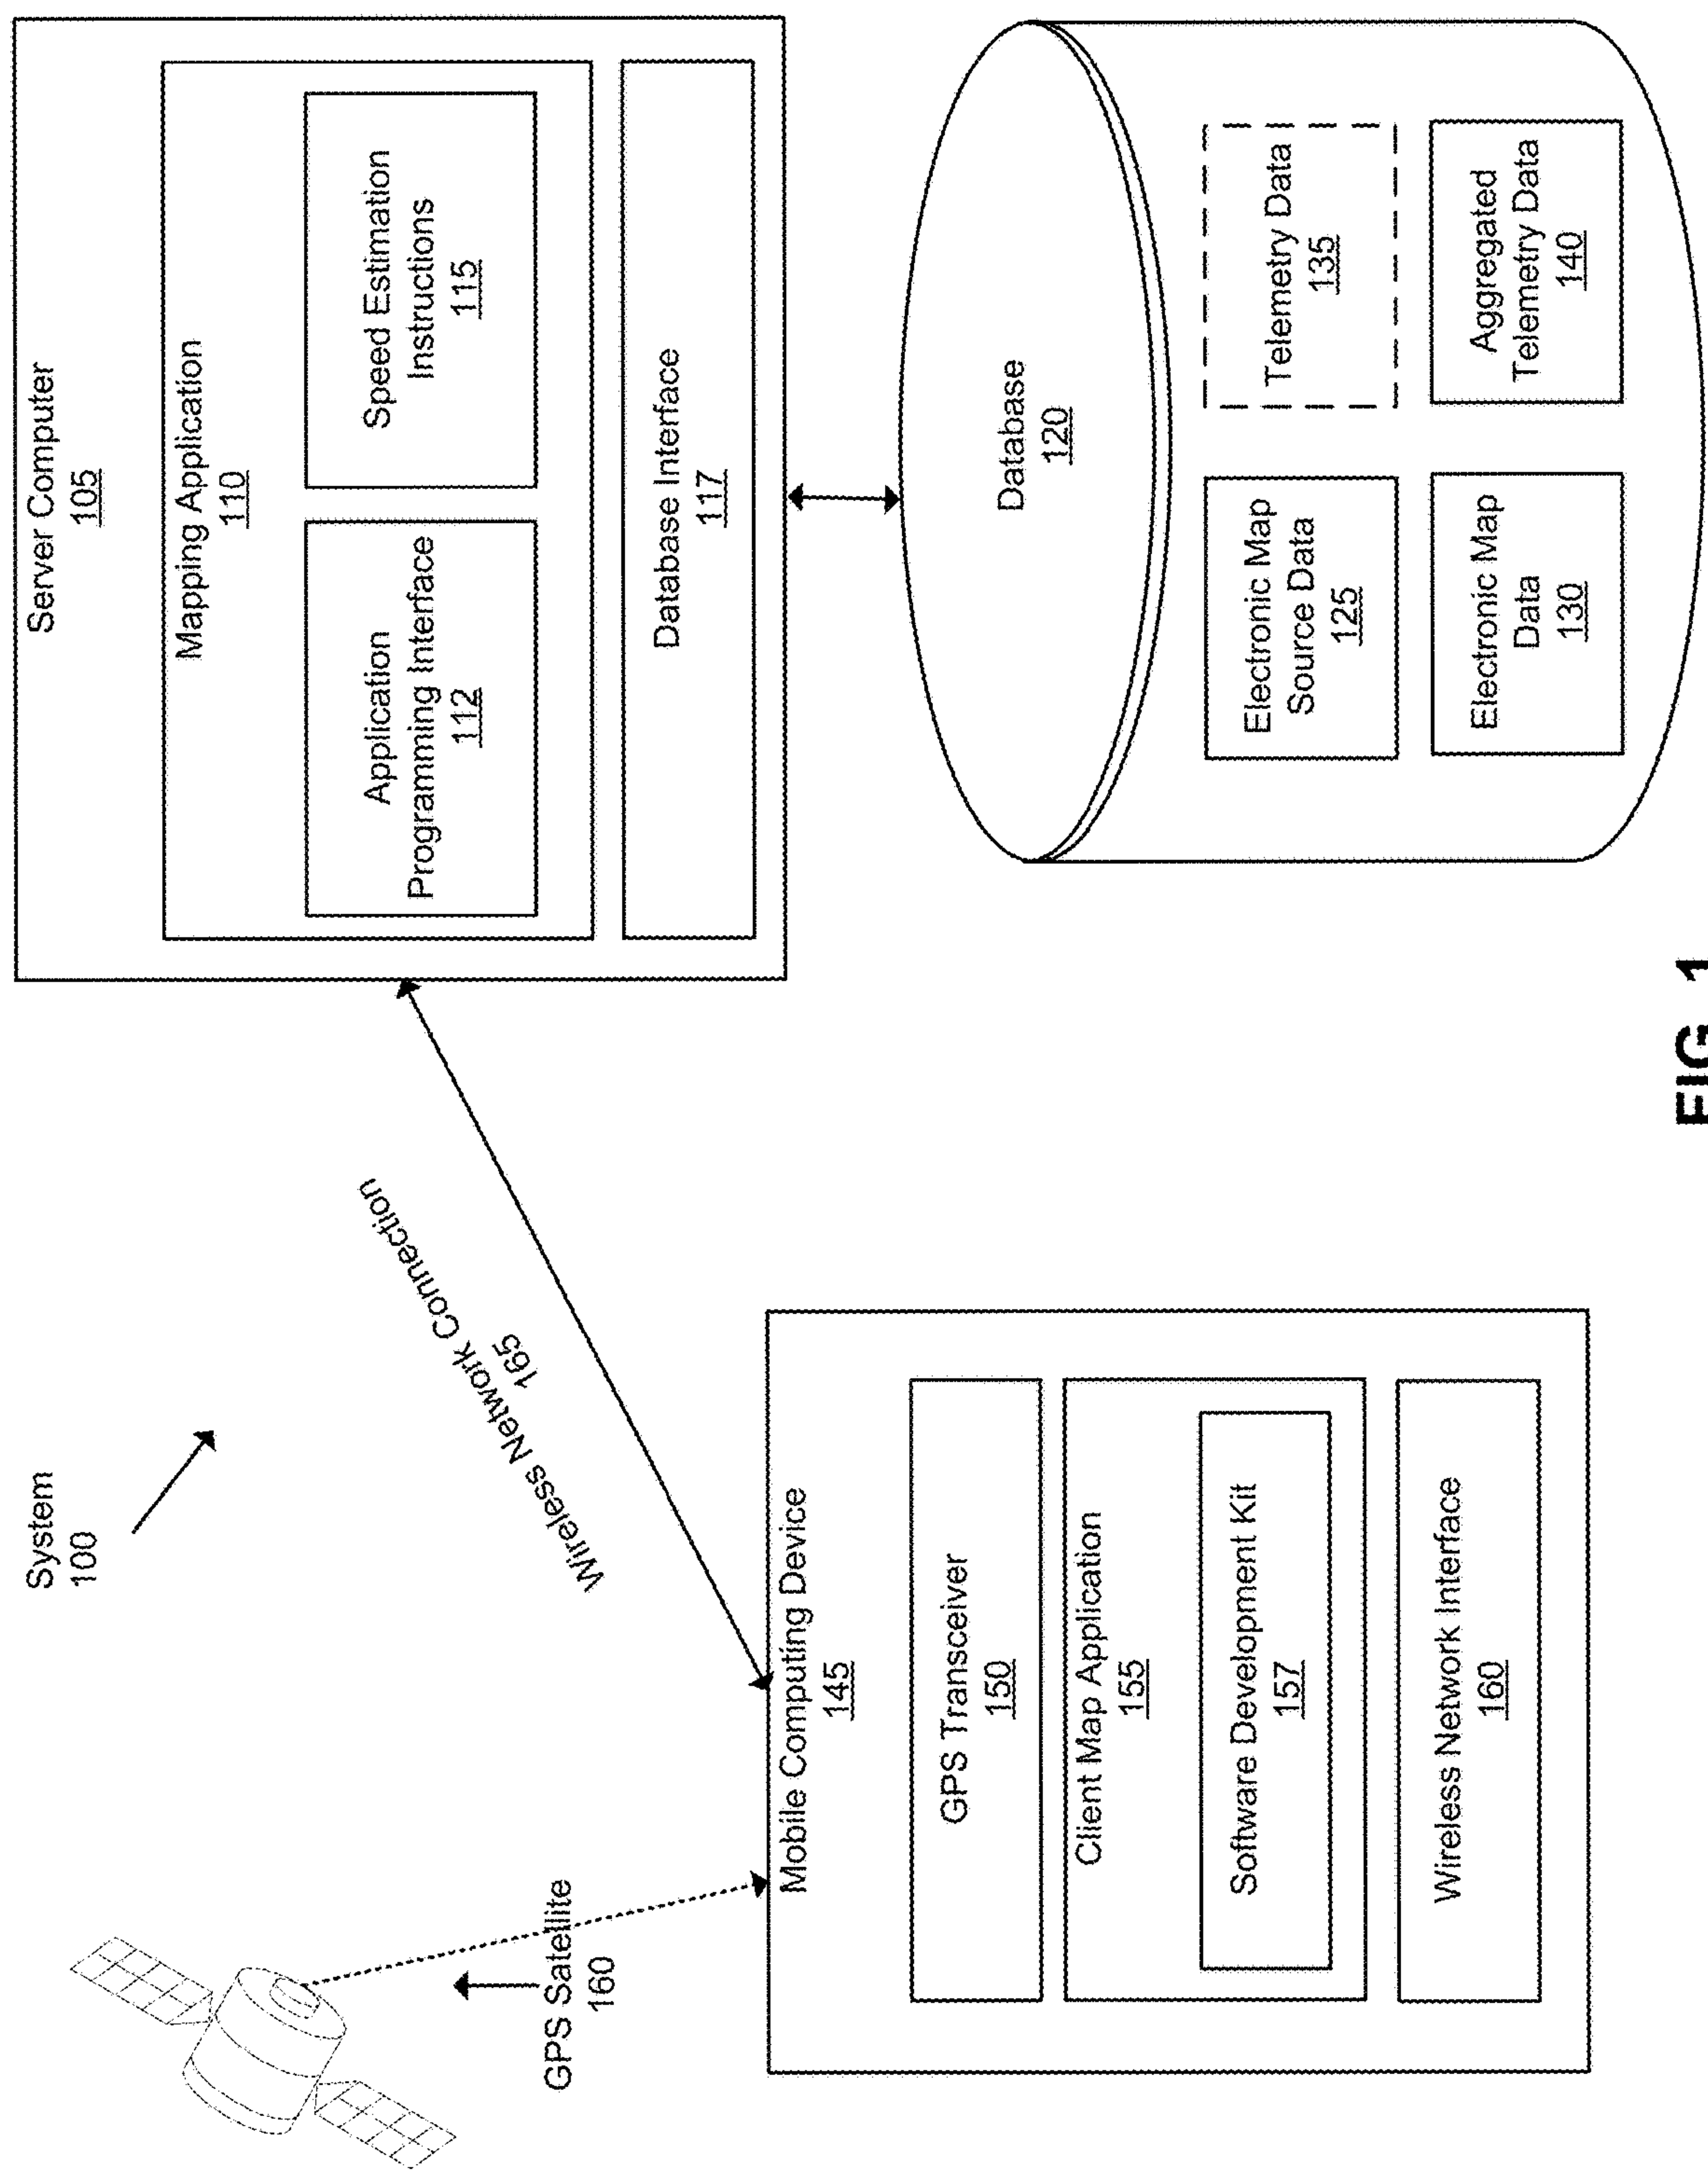 System
100
GPS Satellite
160
Wireless Network Connection
165
Mobile Computing Device
145
GPS Transceiver
150
Client Map Application
155
Software Development Kit
157
Wireless Network Interface
160
Server Computer
105
Mapping Application
110
Application
Programming Interface
112
Speed Estimation
Instructions
115
Database Interface
117
Database
120
Electronic Map
Source Data
125
Telemetry Data
135
Electronic Map
Data
130
Aggregated
Telemetry Data
140
FIG. 1